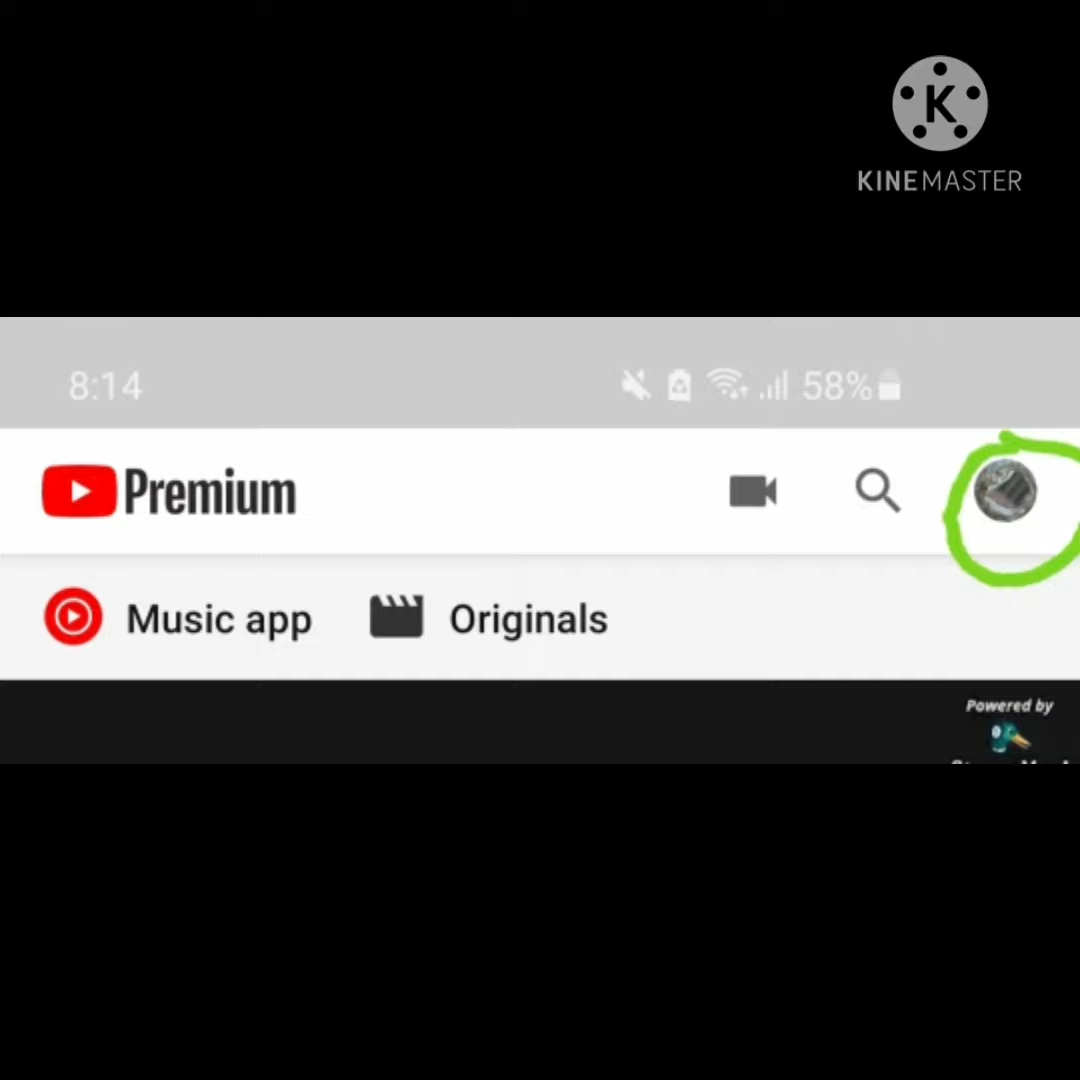 K
KINEMASTER
8:14 58%
Premium
Music app Originals
Powered by